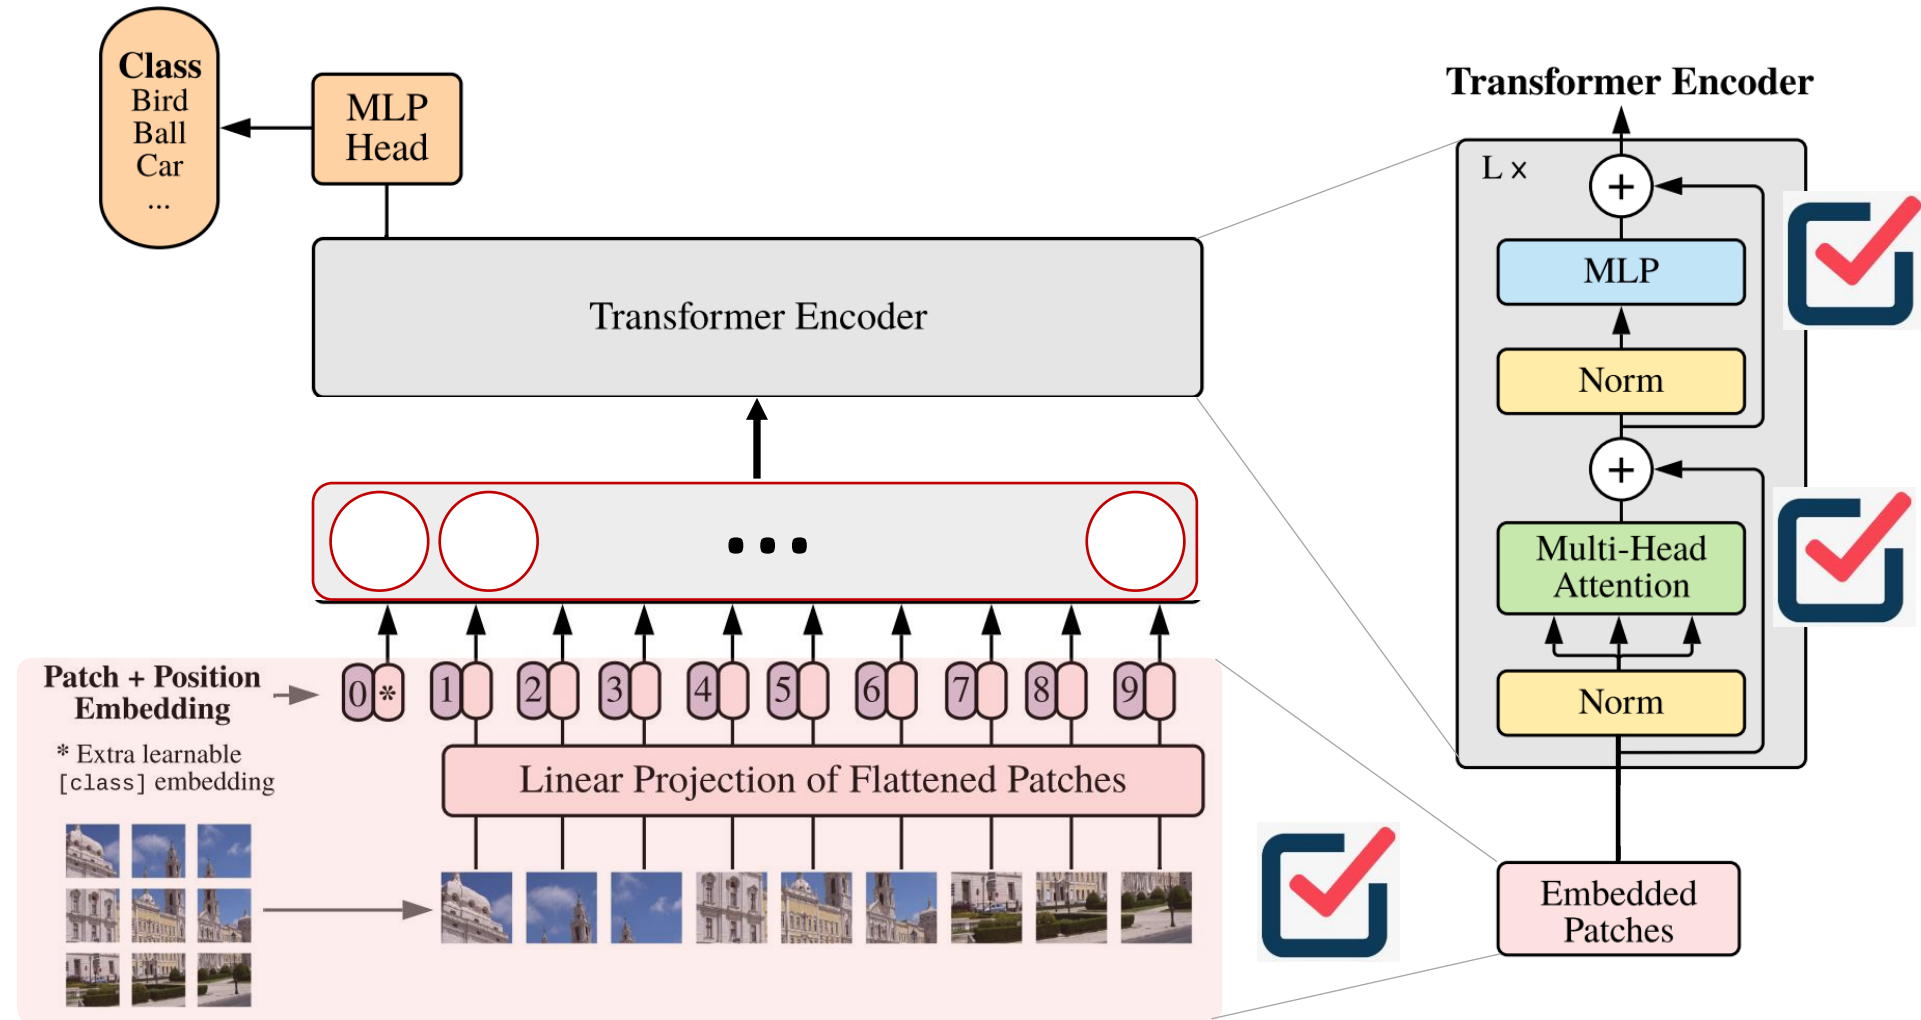 Class
Bird
Ball
Car
...
MLP
Head
Transformer Encoder
Patch + Position
Embedding
* Extra learnable
[class] embedding
0 * 1 2 3 4 5 6 7 8 9
Linear Projection of Flattened Patches
Transformer Encoder
L x
+
MLP
Norm
+
Multi-Head
Attention
Norm
Embedded
Patches